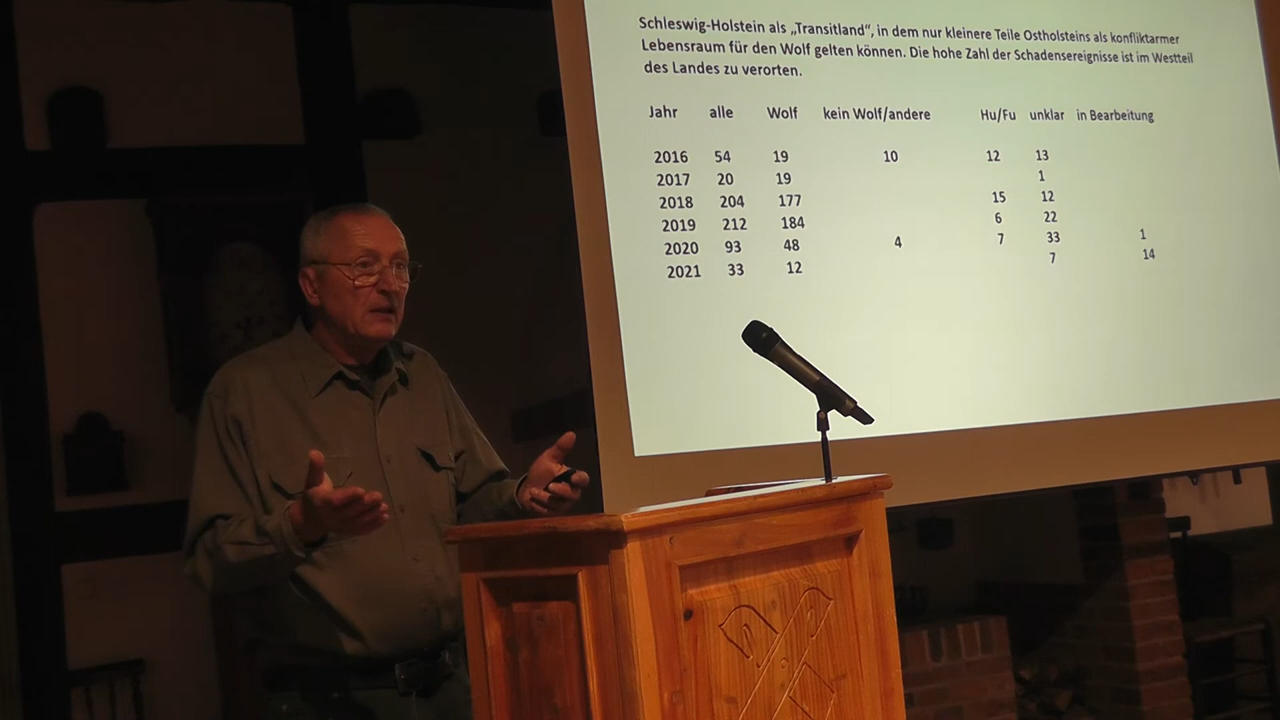 Schleswig-Holstein als „Transitland“, in dem nur kleinere Teile Ostholsteins als konfliktarmer
Lebensraum für den Wolf gelten können. Die hohe Zahl der Schadensereignisse ist im Westteil
des Landes zu verorten.
Jahr alle Wolf kein Wolf/andere Hu/Fu unklar in Bearbeitung
2016 54 19 10 12 13
2017 20 19 1
2018 204 177 15 12
2019 212 184 6 22
2020 93 48 4 7 33 1
2021 33 12 7 14